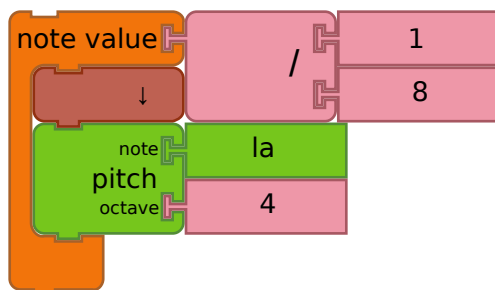 note value / 1
8
↓
note la
pitch
octave 4